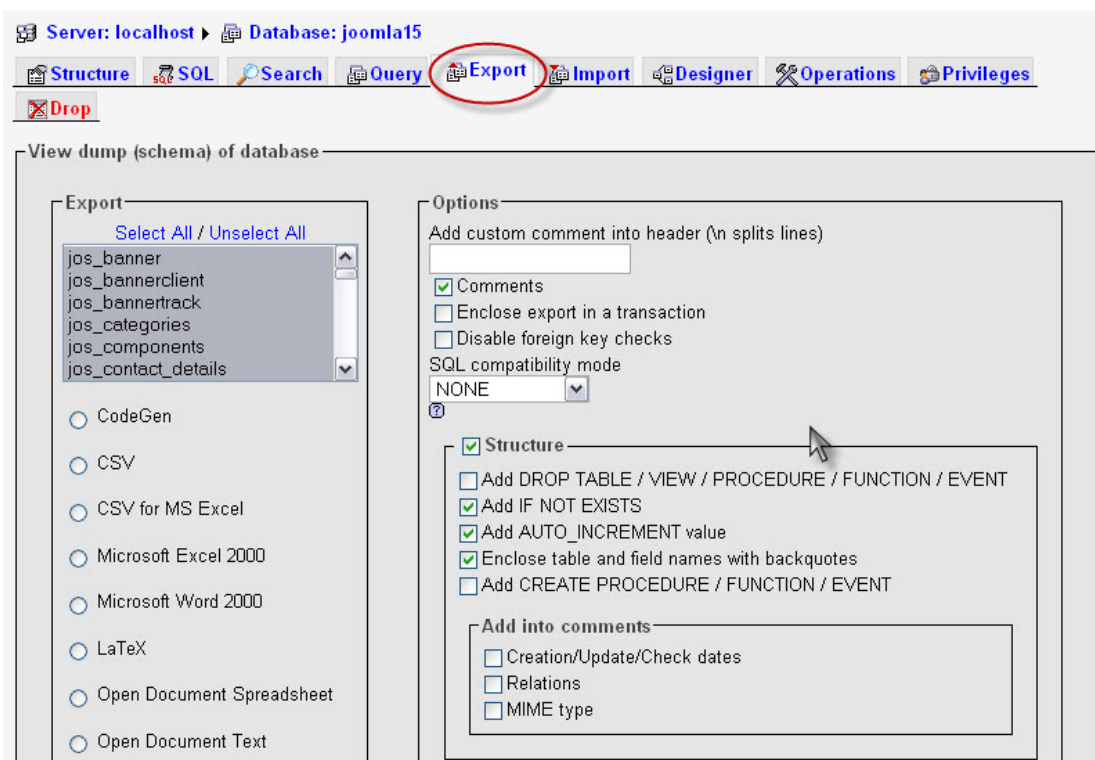 Server: localhost ▸ Database: joomla15
Structure SQL Search Query Export Import Designer Operations Privileges
Drop
View dump (schema) of database
Export
Select All / Unselect All
jos_banner
jos_bannerclient
jos_bannertrack
jos_categories
jos_components
jos_contact_details
CodeGen
CSV
CSV for MS Excel
Microsoft Excel 2000
Microsoft Word 2000
LaTeX
Open Document Spreadsheet
Open Document Text
Options
Add custom comment into header (\n splits lines)
Comments
Enclose export in a transaction
Disable foreign key checks
SQL compatibility mode
NONE
Structure
Add DROP TABLE / VIEW / PROCEDURE / FUNCTION / EVENT
Add IF NOT EXISTS
Add AUTO_INCREMENT value
Enclose table and field names with backquotes
Add CREATE PROCEDURE / FUNCTION / EVENT
Add into comments
Creation/Update/Check dates
Relations
MIME type